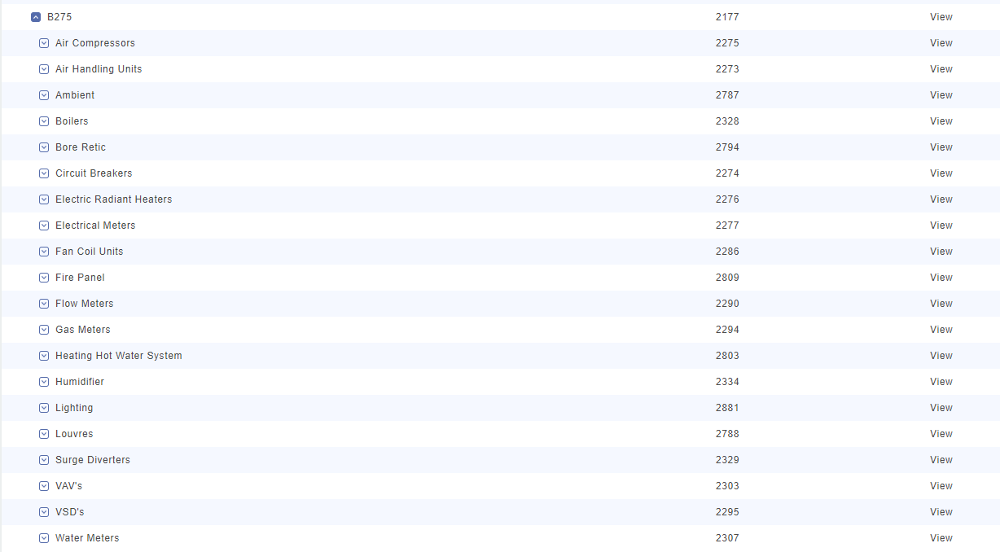 B275 2177 View
Air Compressors 2275 View
Air Handling Units 2273 View
Ambient 2787 View
Boilers 2328 View
Bore Retic 2794 View
Circuit Breakers 2274 View
Electric Radiant Heaters 2276 View
Electrical Meters 2277 View
Fan Coil Units 2286 View
Fire Panel 2809 View
Flow Meters 2290 View
Gas Meters 2294 View
Heating Hot Water System 2803 View
Humidifier 2334 View
Lighting 2881 View
Louvres 2788 View
Surge Diverters 2329 View
VAV's 2303 View
VSD's 2295 View
Water Meters 2307 View